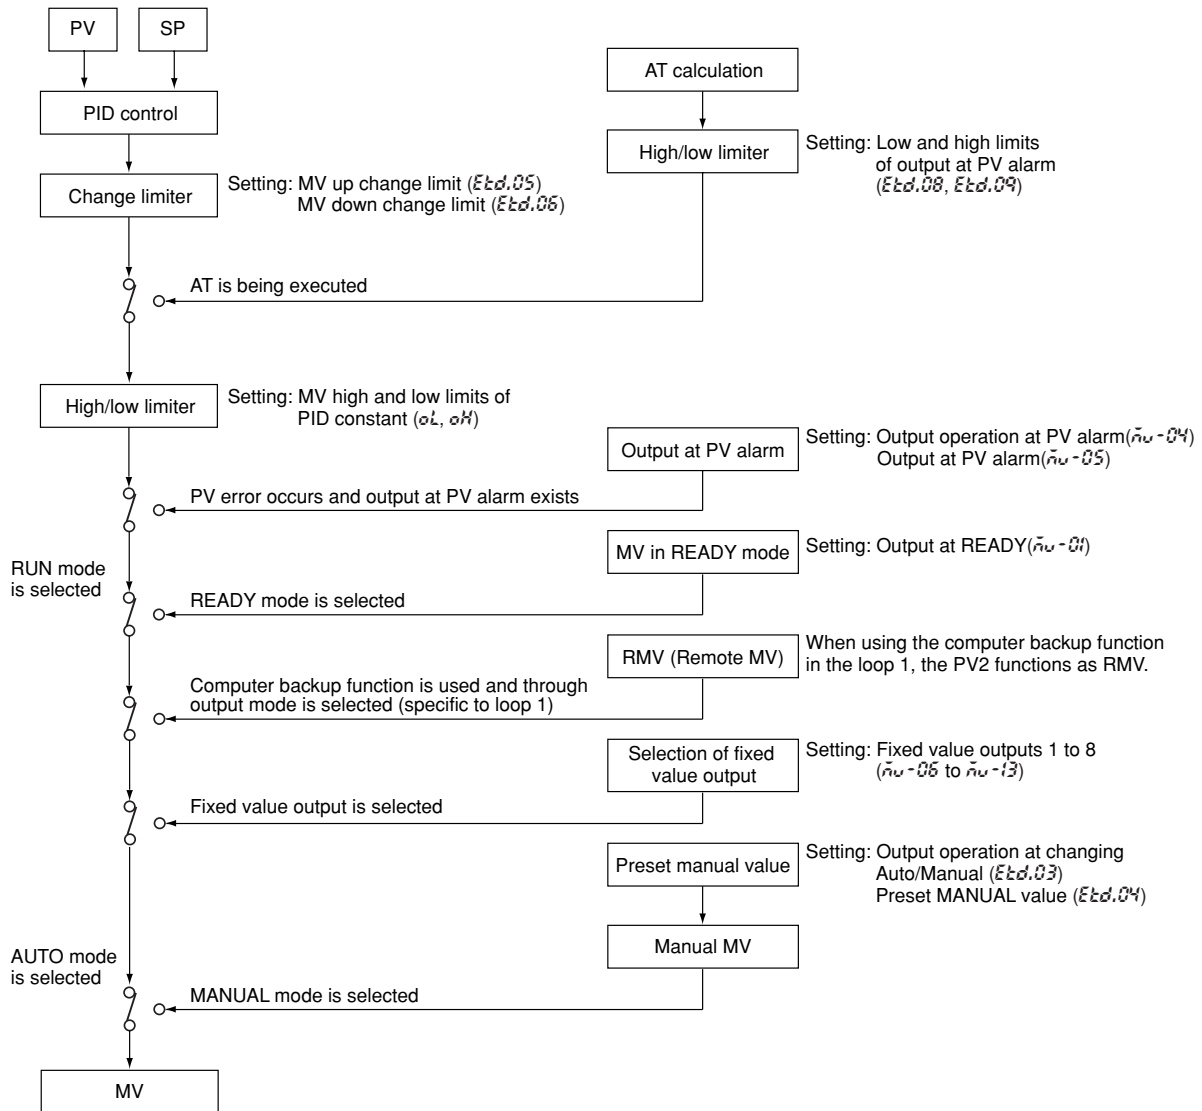 PV
SP
AT calculation
PID control
High/low limiter
Setting: Low and high limits
of output at PV alarm
(Etd.08, Etd.09)
Change limiter
Setting: MV up change limit (Etd.05)
MV down change limit (Etd.06)
AT is being executed
High/low limiter
Setting: MV high and low limits of
PID constant (oL, oH)
Output at PV alarm
Setting: Output operation at PV alarm(mv-04)
Output at PV alarm(mv-05)
PV error occurs and output at PV alarm exists
MV in READY mode
Setting: Output at READY(mv-01)
RUN mode
is selected
READY mode is selected
RMV (Remote MV)
When using the computer backup function
in the loop 1, the PV2 functions as RMV.
Computer backup function is used and through
output mode is selected (specific to loop 1)
Selection of fixed
value output
Setting: Fixed value outputs 1 to 8
(mv-06 to mv-13)
Fixed value output is selected
Preset manual value
Setting: Output operation at changing
Auto/Manual (Etd.03)
Preset MANUAL value (Etd.04)
Manual MV
AUTO mode
is selected
MANUAL mode is selected
MV